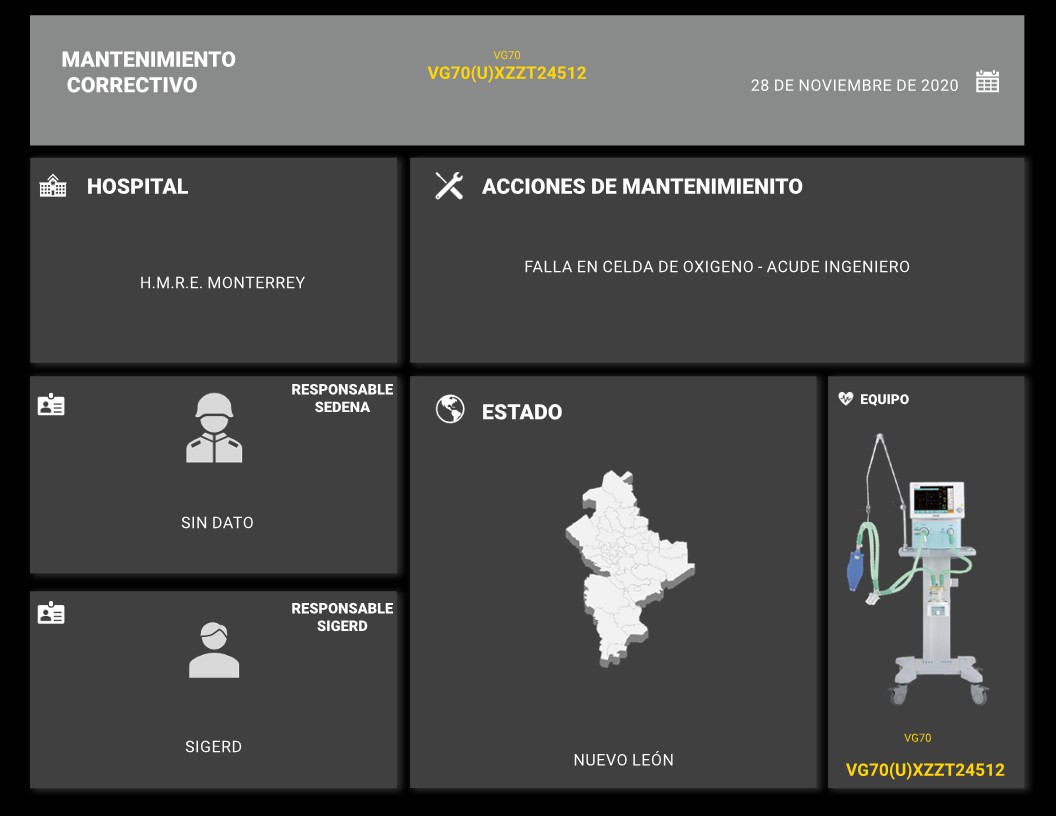 MANTENIMIENTO
CORRECTIVO
VG70
VG70(U)XZZT24512
28 DE NOVIEMBRE DE 2020
HOSPITAL
H.M.R.E. MONTERREY
ACCIONES DE MANTENIMIENITO
FALLA EN CELDA DE OXIGENO - ACUDE INGENIERO
RESPONSABLE
SEDENA
SIN DATO
RESPONSABLE
SIGERD
SIGERD
ESTADO
NUEVO LEÓN
EQUIPO
VG70
VG70(U)XZZT24512